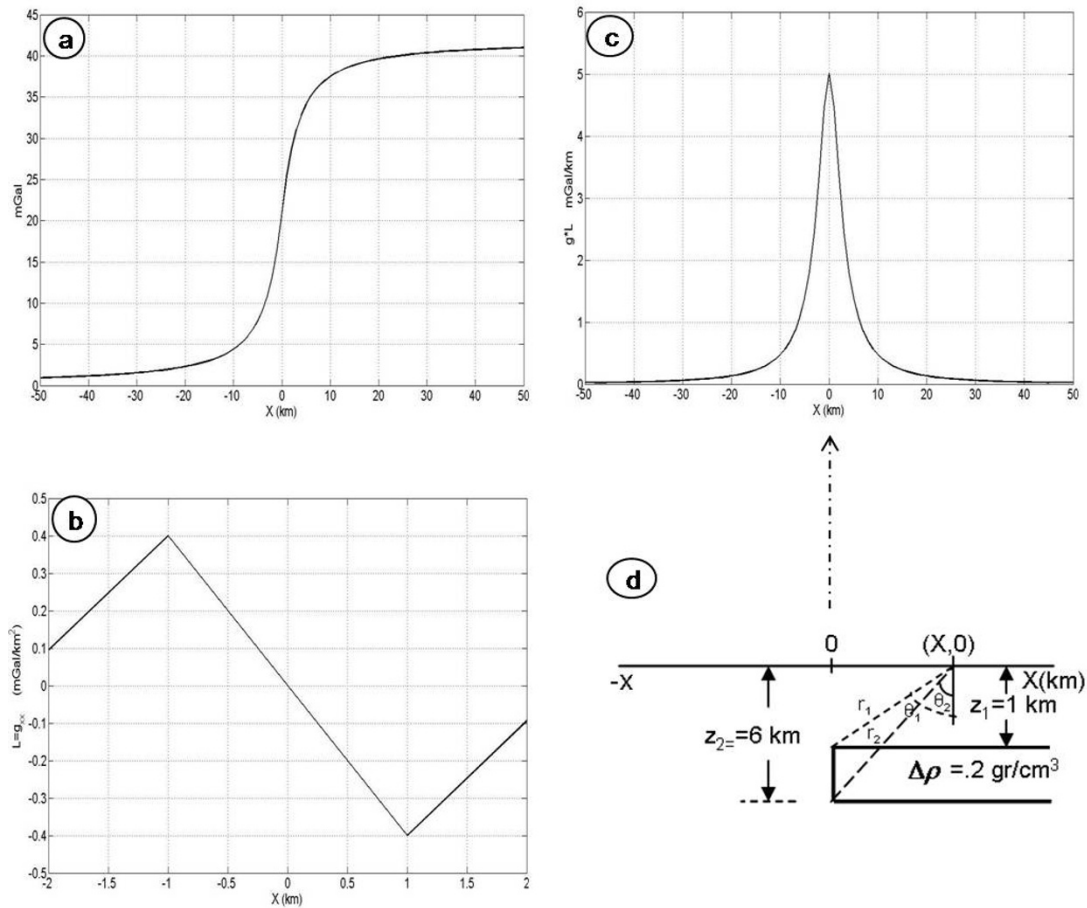 a
45
40
35
30
25
20
15
10
5
0
mGal
-50 -40 -30 -20 -10 0 10 20 30 40 50
X (km)
c
6
5
4
3
2
1
0
g*L mGal/km
-50 -40 -30 -20 -10 0 10 20 30 40 50
X (km)
b
0.5
0.4
0.3
0.2
0.1
0
-0.1
-0.2
-0.3
-0.4
-0.5
L=gxx (mGal/km²)
-2 -1.5 -1 -0.5 0 0.5 1 1.5 2
X (km)
d
0 (X,0)
-X X(km)
r₁ θ₁ θ₂ z₁=1 km
r₂
z₂==6 km
Δρ =.2 gr/cm³